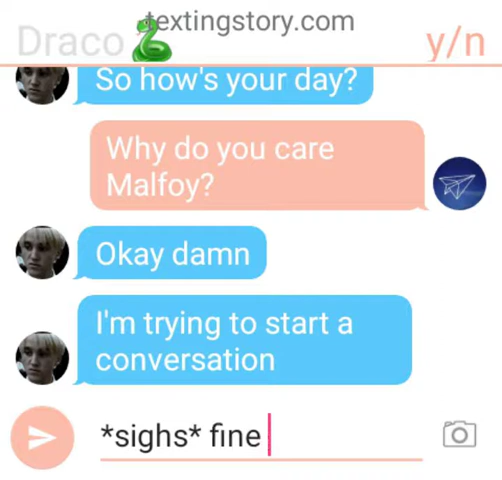 textingstory.com
Draco
y/n
So how's your day?
Why do you care
Malfoy?
Okay damn
I'm trying to start a
conversation
*sighs* fine